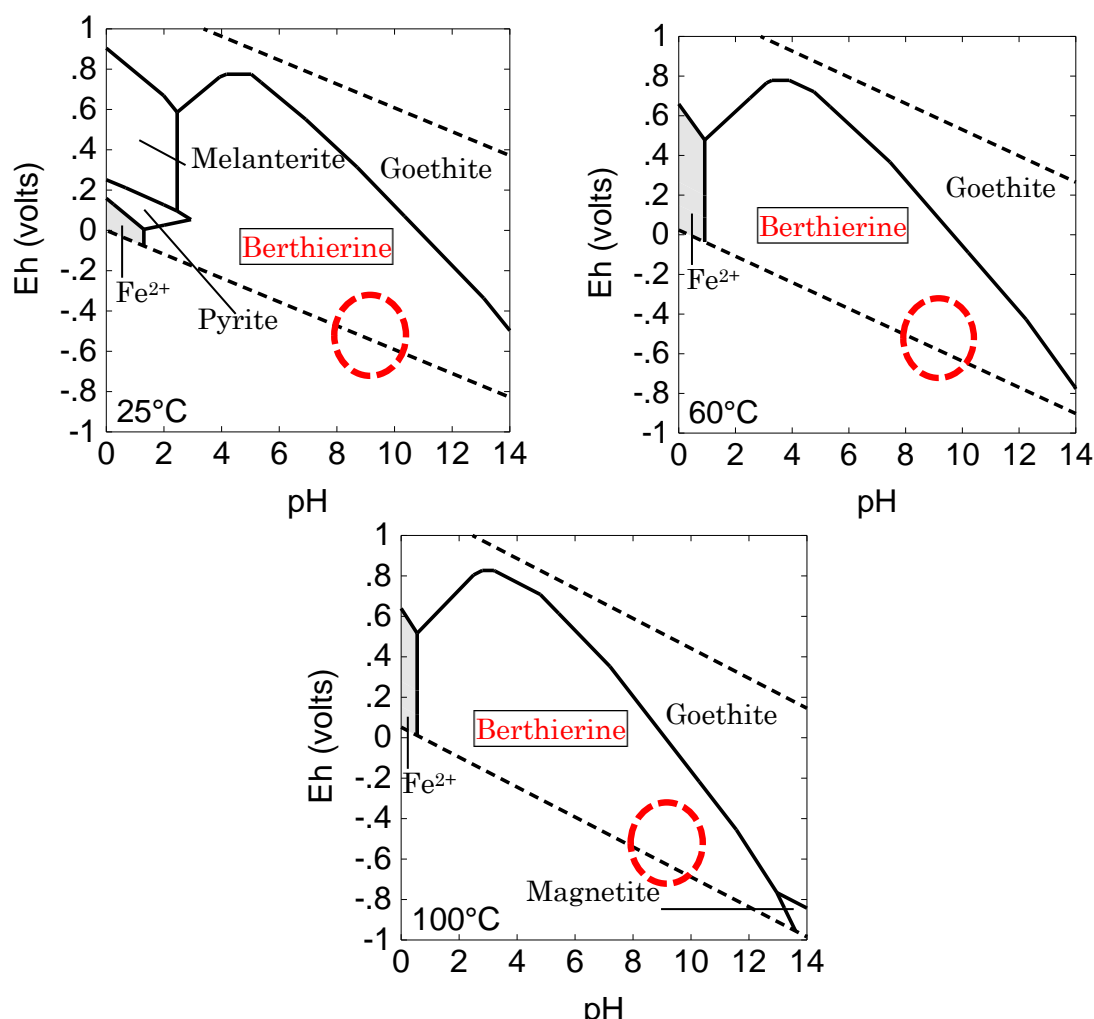 1
.8
.6
.4
.2
0
-.2
-.4
-.6
-.8
-1
Eh (volts)
Melanterite
Goethite
Berthierine
Fe²⁺
Pyrite
25°C
0 2 4 6 8 10 12 14
pH
1
.8
.6
.4
.2
0
-.2
-.4
-.6
-.8
-1
Eh (volts)
Goethite
Berthierine
Fe²⁺
60°C
0 2 4 6 8 10 12 14
pH
1
.8
.6
.4
.2
0
-.2
-.4
-.6
-.8
-1
Eh (volts)
Goethite
Berthierine
Fe²⁺
Magnetite
100°C
0 2 4 6 8 10 12 14
pH